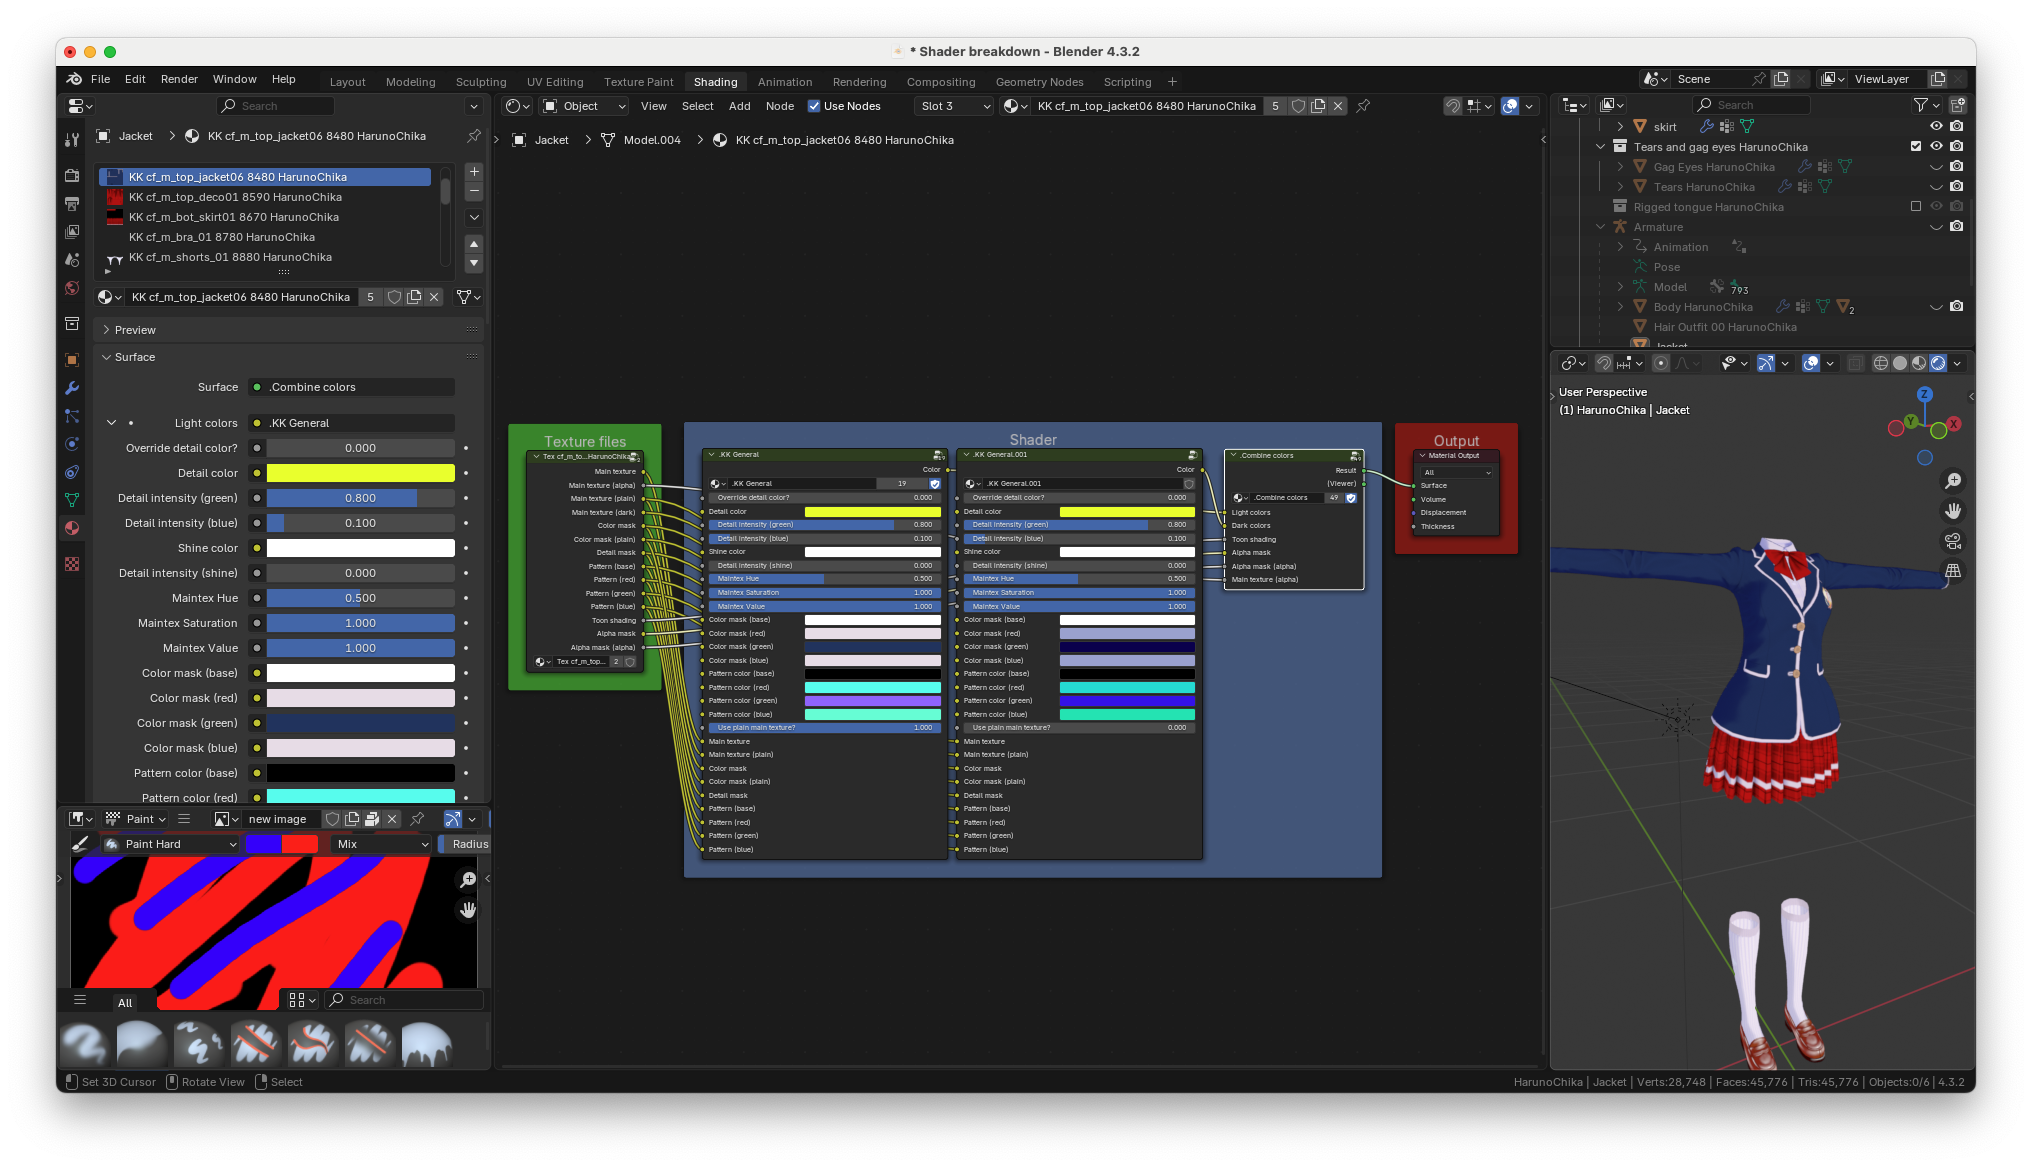 * Shader breakdown - Blender 4.3.2
File Edit Render Window Help
Layout Modeling Sculpting UV Editing Texture Paint Shading Animation Rendering Compositing Geometry Nodes Scripting +
Scene
ViewLayer
Search
Object View Select Add Node Use Nodes Slot 3 KK cf_m_top_jacket06 8480 HarunoChika 5
Search
Jacket > KK cf_m_top_jacket06 8480 HarunoChika
KK cf_m_top_jacket06 8480 HarunoChika
KK cf_m_top_deco01 8590 HarunoChika
KK cf_m_bot_skirt01 8670 HarunoChika
KK cf_m_bra_01 8780 HarunoChika
KK cf_m_shorts_01 8880 HarunoChika
KK cf_m_top_jacket06 8480 HarunoChika 5
Preview
Surface
Surface .Combine colors
Light colors .KK General
Override detail color? 0.000
Detail color
Detail intensity (green) 0.800
Detail intensity (blue) 0.100
Shine color
Detail intensity (shine) 0.000
Maintex Hue 0.500
Maintex Saturation 1.000
Maintex Value 1.000
Color mask (base)
Color mask (red)
Color mask (green)
Color mask (blue)
Pattern color (base)
Pattern color (red)
Paint new image
Paint Hard Mix Radius
All Search
Jacket > Model.004 > KK cf_m_top_jacket06 8480 HarunoChika
Texture files
Tex cf_m_to...HarunoChika
Main texture
Main texture (alpha)
Main texture (plain)
Main texture (dark)
Color mask
Color mask (plain)
Detail mask
Pattern (base)
Pattern (red)
Pattern (green)
Pattern (blue)
Toon shading
Alpha mask
Alpha mask (alpha)
Tex cf_m_top... 2
Shader
.KK General
Color
.KK General 19
Override detail color? 0.000
Detail color
Detail intensity (green) 0.800
Detail intensity (blue) 0.100
Shine color
Detail intensity (shine) 0.000
Maintex Hue 0.500
Maintex Saturation 1.000
Maintex Value 1.000
Color mask (base)
Color mask (red)
Color mask (green)
Color mask (blue)
Pattern color (base)
Pattern color (red)
Pattern color (green)
Pattern color (blue)
Use plain main texture? 1.000
Main texture
Main texture (plain)
Color mask
Color mask (plain)
Detail mask
Pattern (base)
Pattern (red)
Pattern (green)
Pattern (blue)
.KK General.001
Color
.KK General.001
Override detail color? 0.000
Detail color
Detail intensity (green) 0.800
Detail intensity (blue) 0.100
Shine color
Detail intensity (shine) 0.000
Maintex Hue 0.500
Maintex Saturation 1.000
Maintex Value 1.000
Color mask (base)
Color mask (red)
Color mask (green)
Color mask (blue)
Pattern color (base)
Pattern color (red)
Pattern color (green)
Pattern color (blue)
Use plain main texture? 0.000
Main texture
Main texture (plain)
Color mask
Color mask (plain)
Detail mask
Pattern (base)
Pattern (red)
Pattern (green)
Pattern (blue)
.Combine colors
Result
(Viewer)
.Combine colors 49
Light colors
Dark colors
Toon shading
Alpha mask
Alpha mask (alpha)
Main texture (alpha)
Output
Material Output
All
Surface
Volume
Displacement
Thickness
skirt
Tears and gag eyes HarunoChika
Gag Eyes HarunoChika
Tears HarunoChika
Rigged tongue HarunoChika
Armature
Animation
Pose
Model 793
Body HarunoChika 2
Hair Outfit 00 HarunoChika
Jacket
User Perspective
(1) HarunoChika | Jacket
Z
Y
X
Set 3D Cursor Rotate View Select
HarunoChika | Jacket | Verts:28,748 | Faces:45,776 | Tris:45,776 | Objects:0/6 | 4.3.2